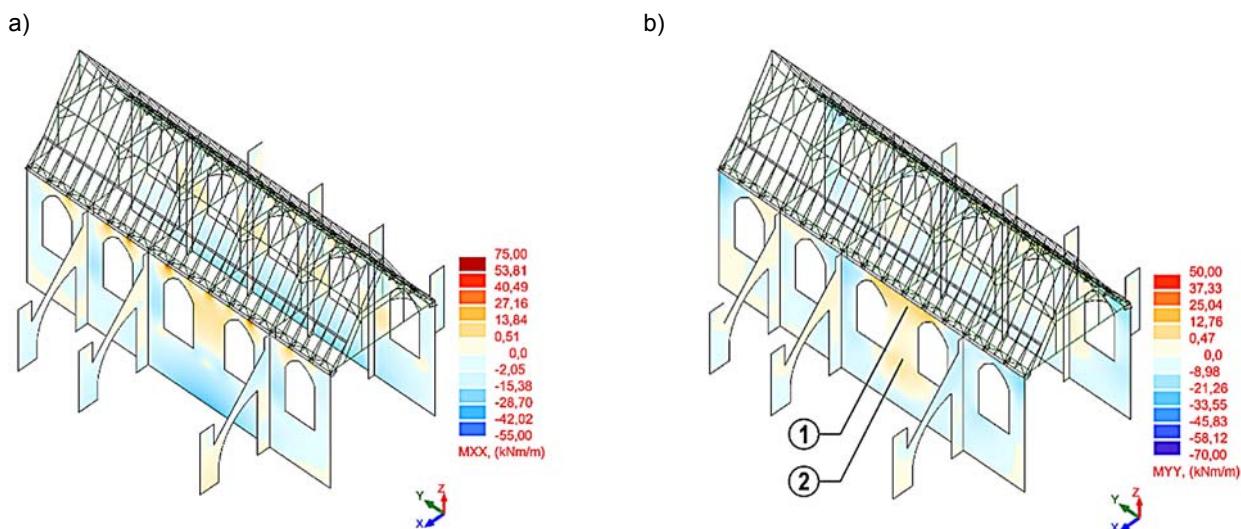 a)
75,00
53,81
40,49
27,16
13,84
0,51
0,0
-2,05
-15,38
-28,70
-42,02
-55,00
MXX, (kNm/m)
Z
Y
X
b)
1
2
50,00
37,33
25,04
12,76
0,47
0,0
-8,98
-21,26
-33,55
-45,83
-58,12
-70,00
MYY, (kNm/m)
Z
Y
X